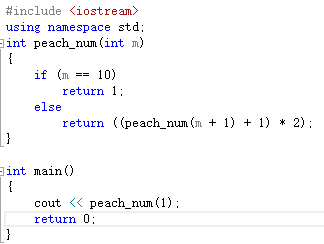 #include <iostream>
using namespace std;
int peach_num(int m)
{
    if (m == 10)
        return 1;
    else
        return ((peach_num(m + 1) + 1) * 2);
}

int main()
{
    cout << peach_num(1);
    return 0;
}